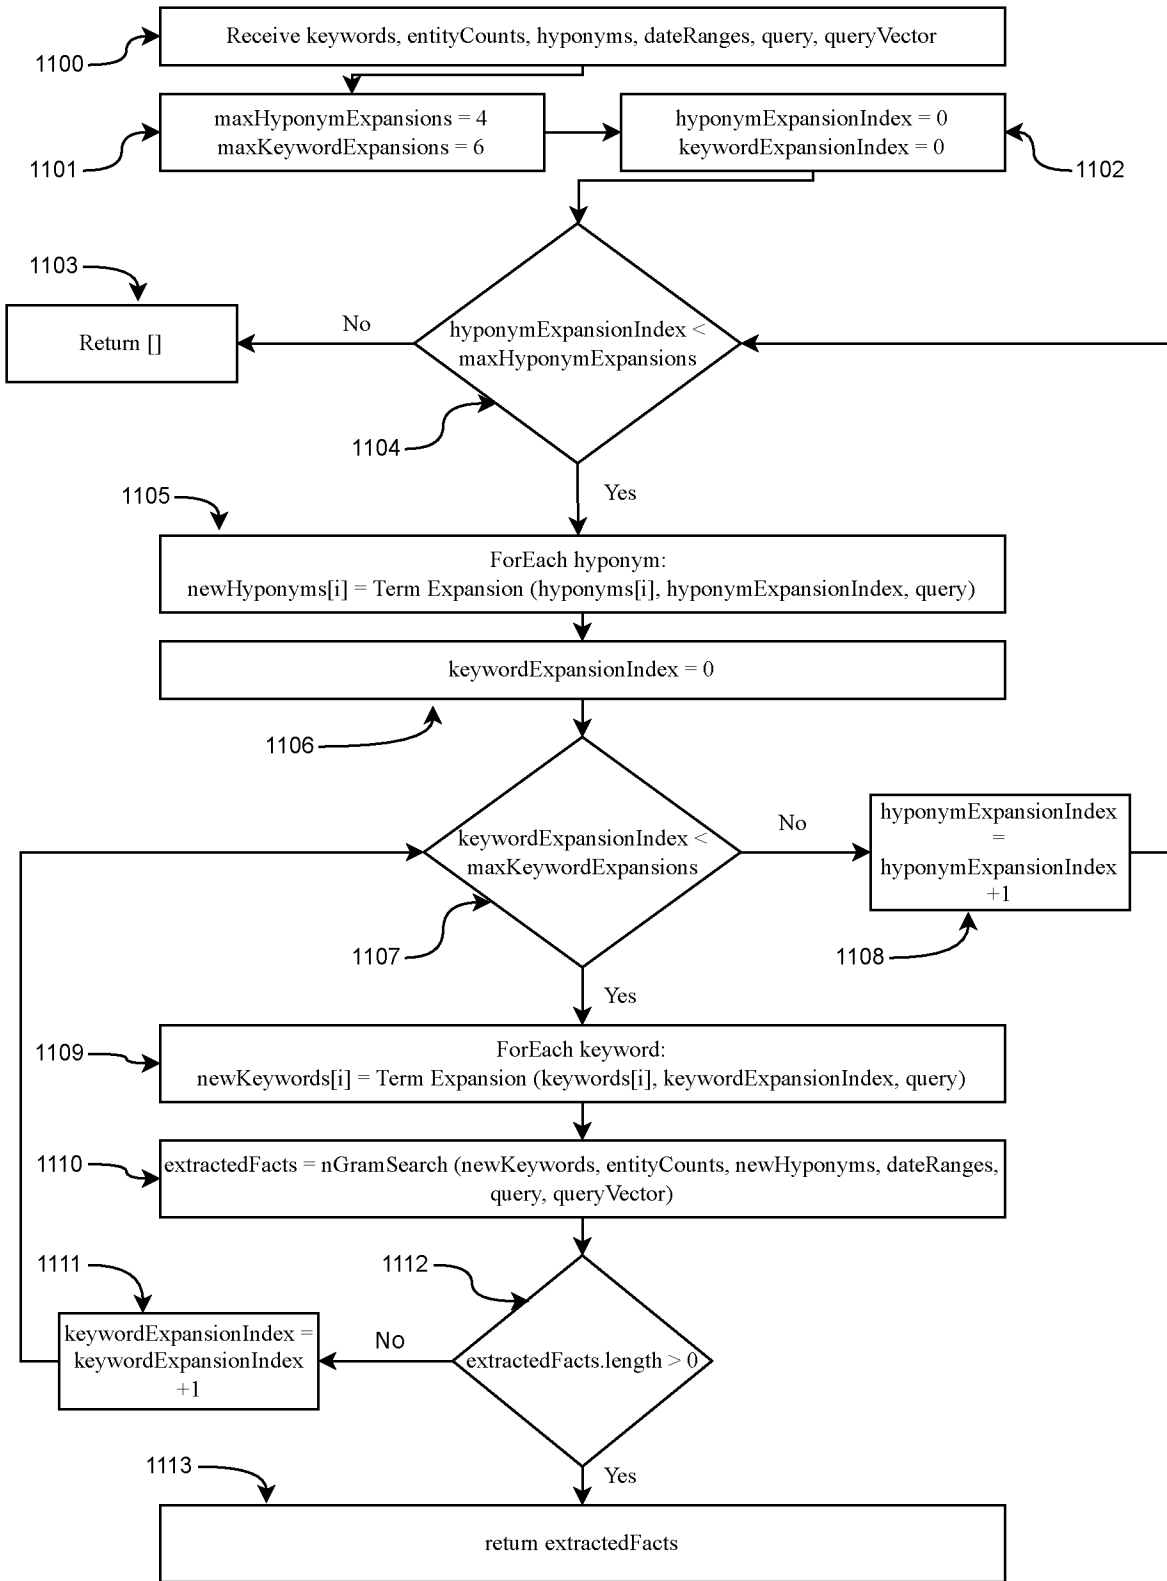 Receive keywords, entityCounts, hyponyms, dateRanges, query, queryVector
1100
maxHyponymExpansions = 4
maxKeywordExpansions = 6
hyponymExpansionIndex = 0
keywordExpansionIndex = 0
1101
1102
1103
Return []
No
hyponymExpansionIndex <
maxHyponymExpansions
1104
Yes
1105
ForEach hyponym:
newHyponyms[i] = Term Expansion (hyponyms[i], hyponymExpansionIndex, query)
keywordExpansionIndex = 0
1106
keywordExpansionIndex <
maxKeywordExpansions
No
hyponymExpansionIndex
=
hyponymExpansionIndex
+1
1107
1108
Yes
1109
ForEach keyword:
newKeywords[i] = Term Expansion (keywords[i], keywordExpansionIndex, query)
1110
extractedFacts = nGramSearch (newKeywords, entityCounts, newHyponyms, dateRanges,
query, queryVector)
1111
1112
keywordExpansionIndex =
keywordExpansionIndex
+1
No
extractedFacts.length > 0
1113
Yes
return extractedFacts